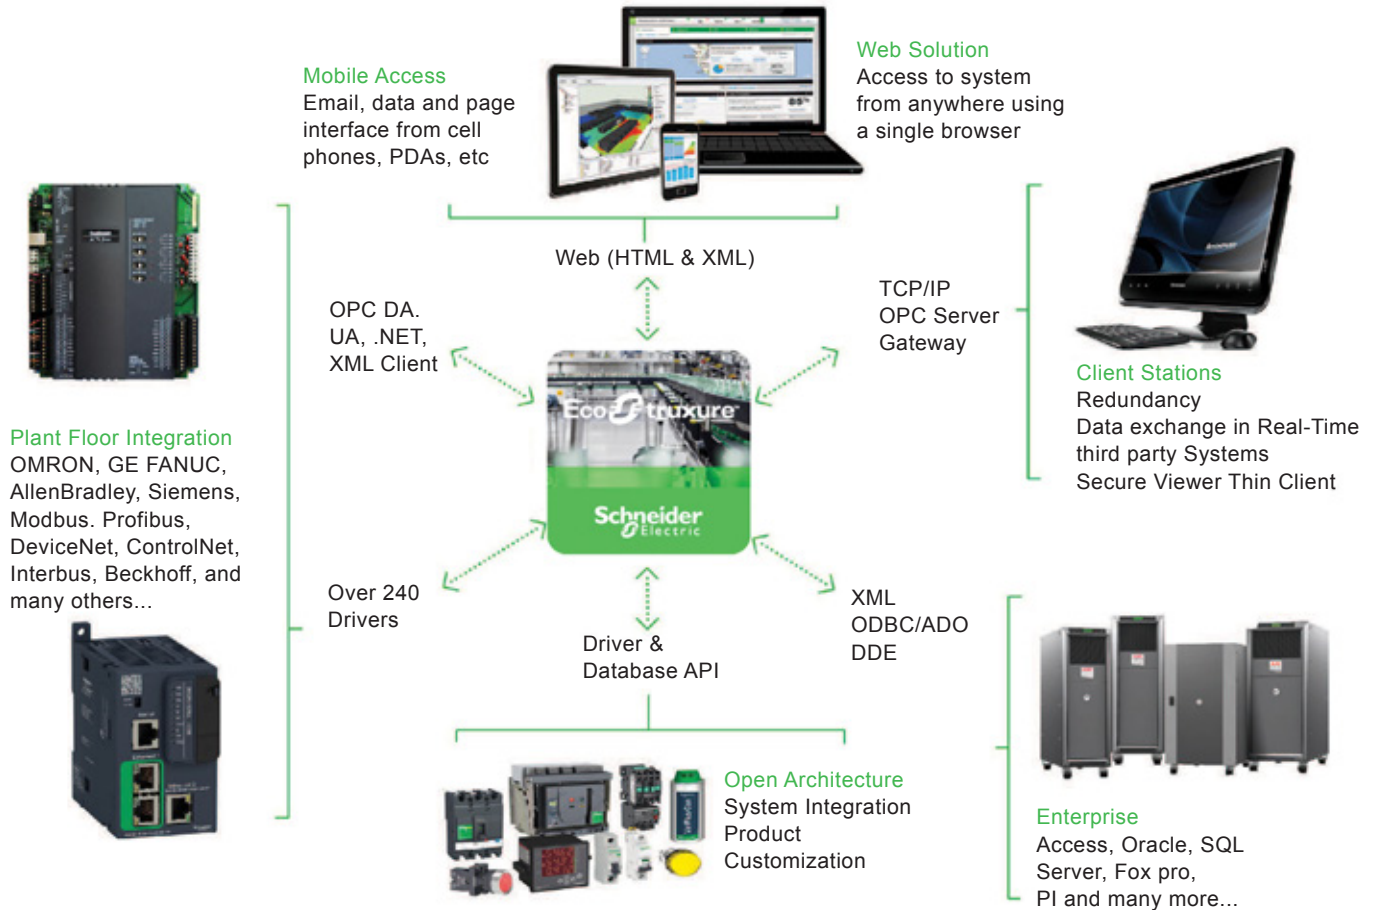 Mobile Access
Email, data and page
interface from cell
phones, PDAs, etc
Web Solution
Access to system
from anywhere using
a single browser
Web (HTML & XML)
OPC DA.
UA, .NET,
XML Client
TCP/IP
OPC Server
Gateway
EcoStruxure
Schneider
Electric
Client Stations
Redundancy
Data exchange in Real-Time
third party Systems
Secure Viewer Thin Client
Plant Floor Integration
OMRON, GE FANUC,
AllenBradley, Siemens,
Modbus. Profibus,
DeviceNet, ControlNet,
Interbus, Beckhoff, and
many others...
Over 240
Drivers
Driver &
Database API
XML
ODBC/ADO
DDE
Open Architecture
System Integration
Product
Customization
Enterprise
Access, Oracle, SQL
Server, Fox pro,
PI and many more...